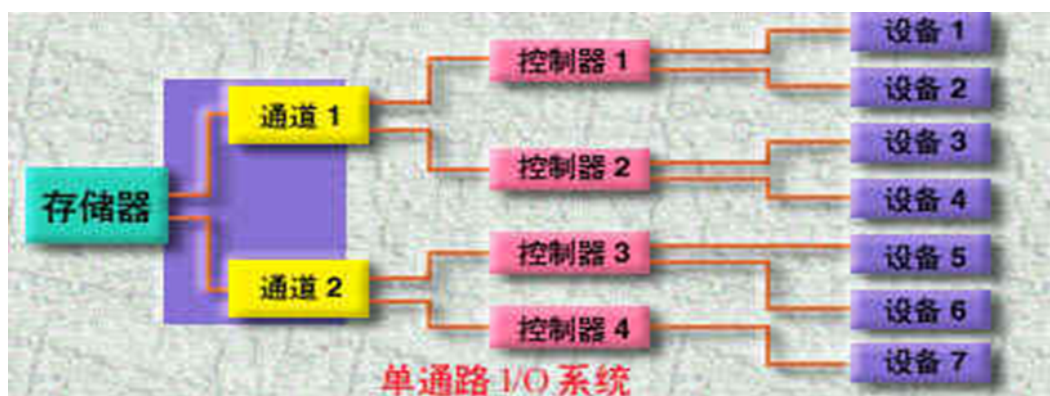 设备 1
控制器 1
设备 2
通道 1
设备 3
控制器 2
设备 4
存储器
控制器 3
设备 5
通道 2
设备 6
控制器 4
设备 7
单通路 I/O 系统